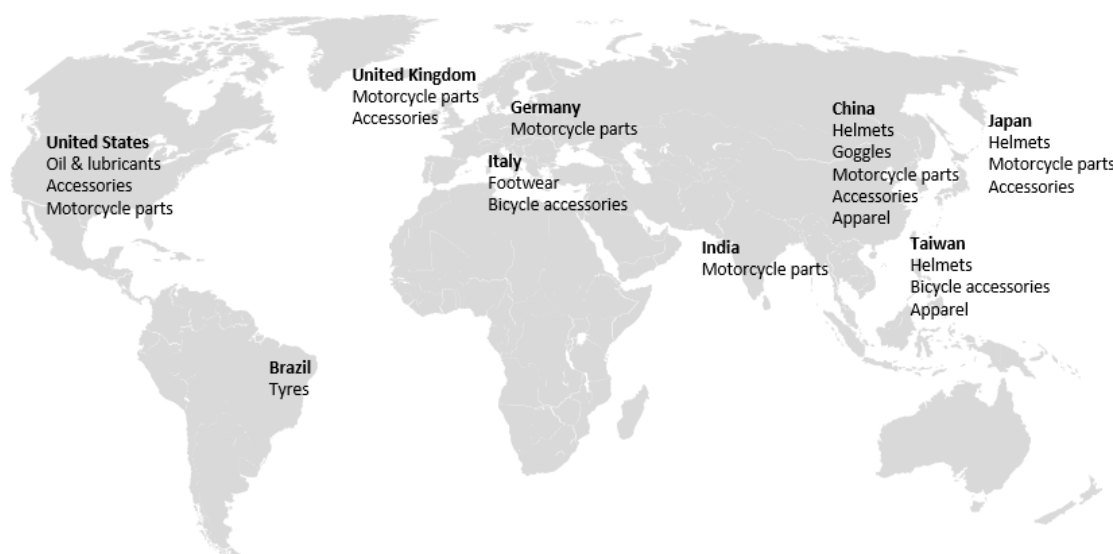 United Kingdom
Motorcycle parts
Accessories
Germany
Motorcycle parts
China
Helmets
Goggles
Motorcycle parts
Accessories
Apparel
Japan
Helmets
Motorcycle parts
Accessories
United States
Oil & lubricants
Accessories
Motorcycle parts
Italy
Footwear
Bicycle accessories
India
Motorcycle parts
Taiwan
Helmets
Bicycle accessories
Apparel
Brazil
Tyres